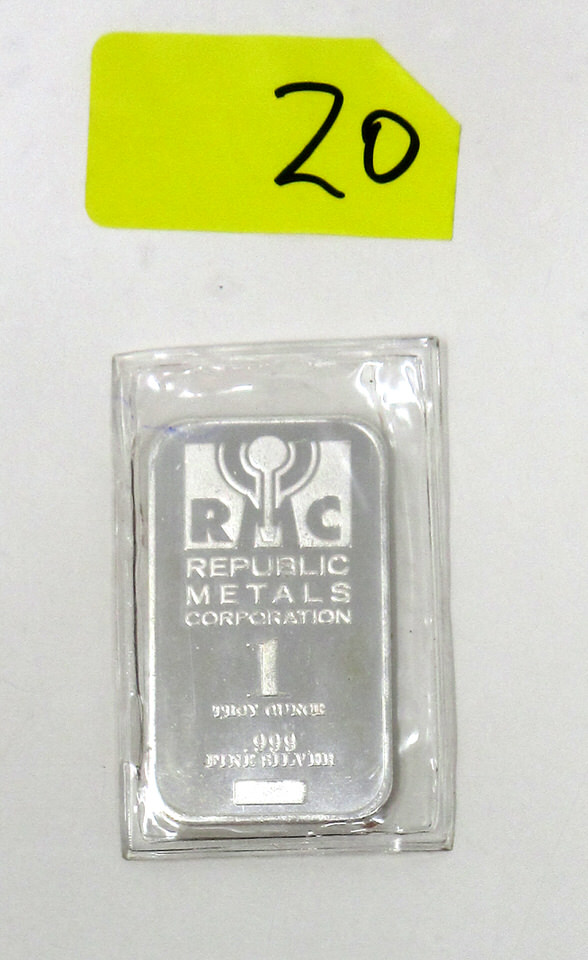 20
RMC
REPUBLIC
METALS
CORPORATION
1
TROY OUNCE
.999
FINE SILVER